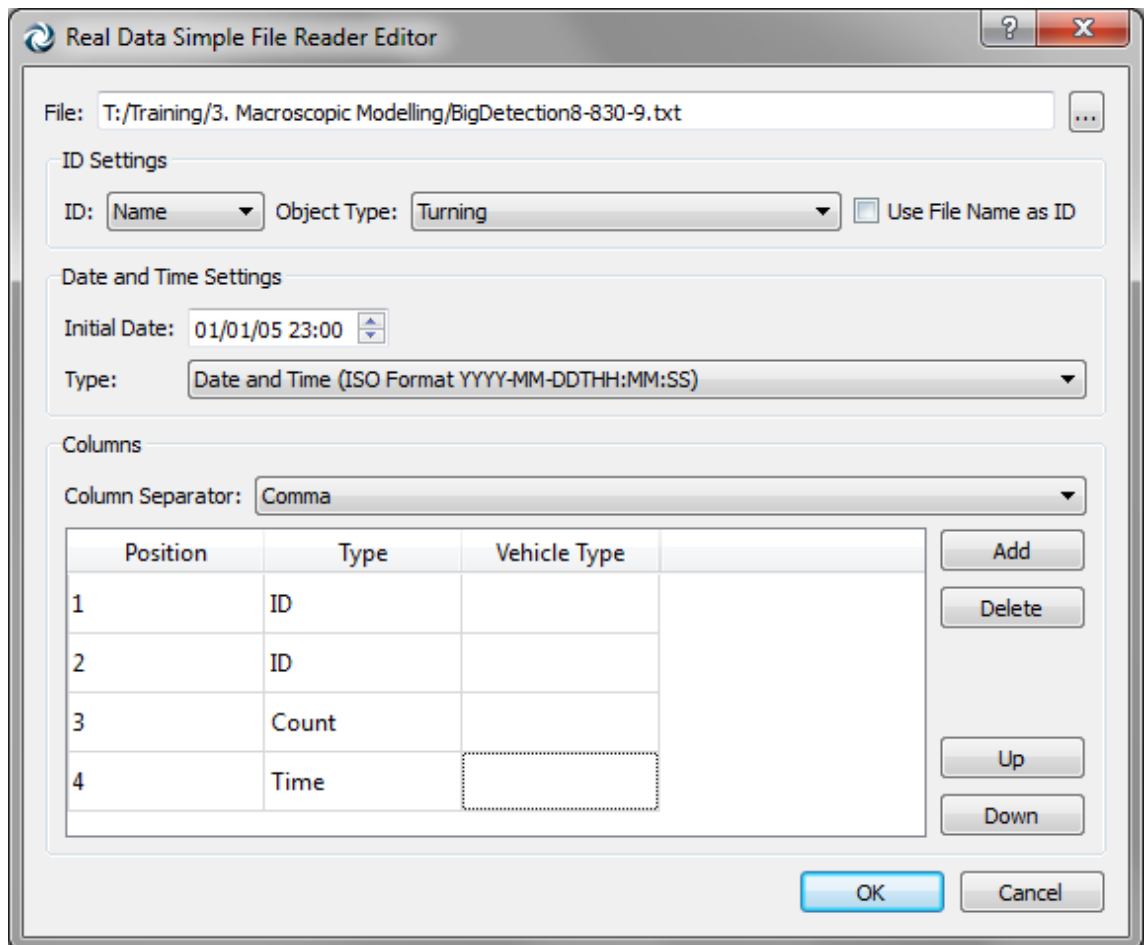 Real Data Simple File Reader Editor
?
X
File: T:/Training/3. Macroscopic Modelling/BigDetection8-830-9.txt ...
ID Settings
ID: Name Object Type: Turning Use File Name as ID
Date and Time Settings
Initial Date: 01/01/05 23:00
Type: Date and Time (ISO Format YYYY-MM-DDTHH:MM:SS)
Columns
Column Separator: Comma
Position Type Vehicle Type Add
1 ID Delete
2 ID
3 Count
4 Time Up
Down
OK Cancel